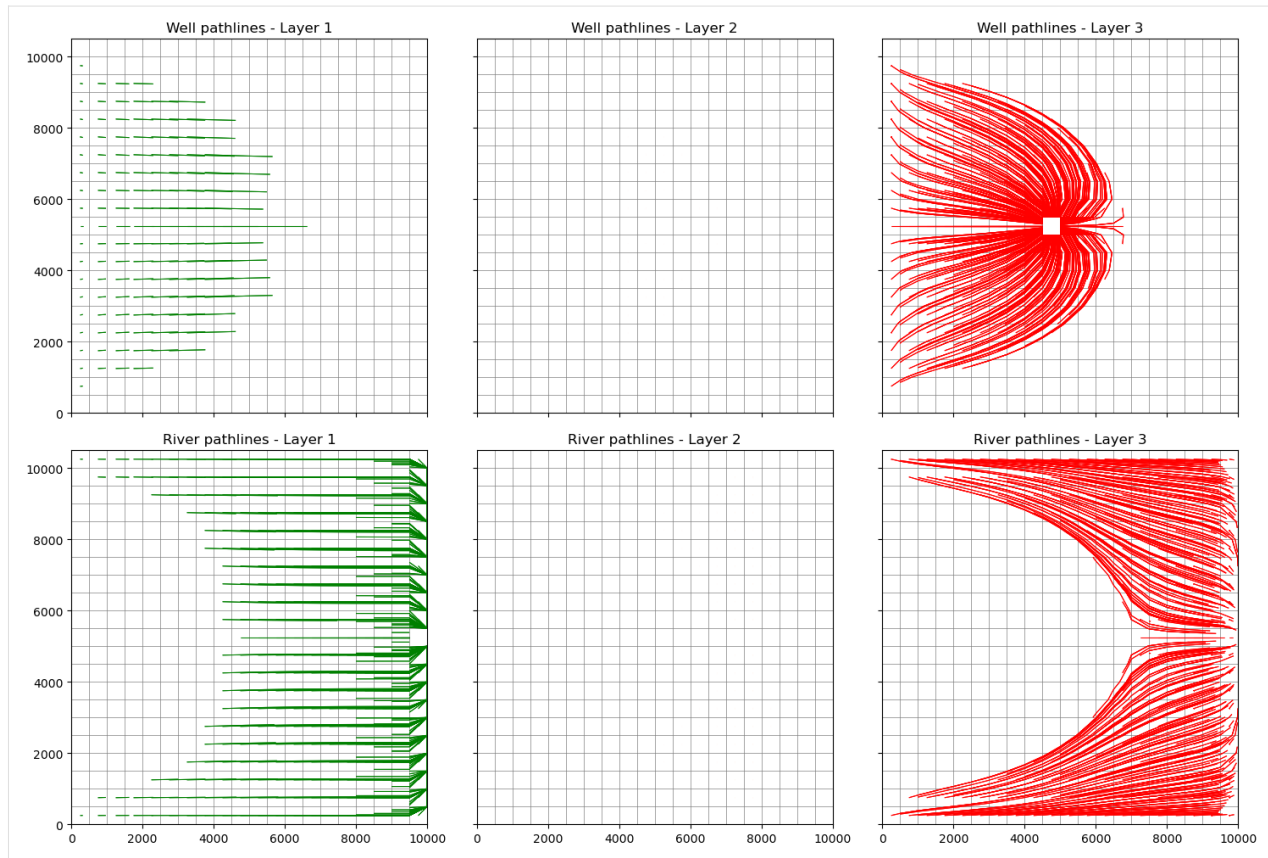 Well pathlines - Layer 1
Well pathlines - Layer 2
Well pathlines - Layer 3
10000
8000
6000
4000
2000
0
River pathlines - Layer 1
River pathlines - Layer 2
River pathlines - Layer 3
10000
8000
6000
4000
2000
0
0 2000 4000 6000 8000 10000
0 2000 4000 6000 8000 10000
0 2000 4000 6000 8000 10000